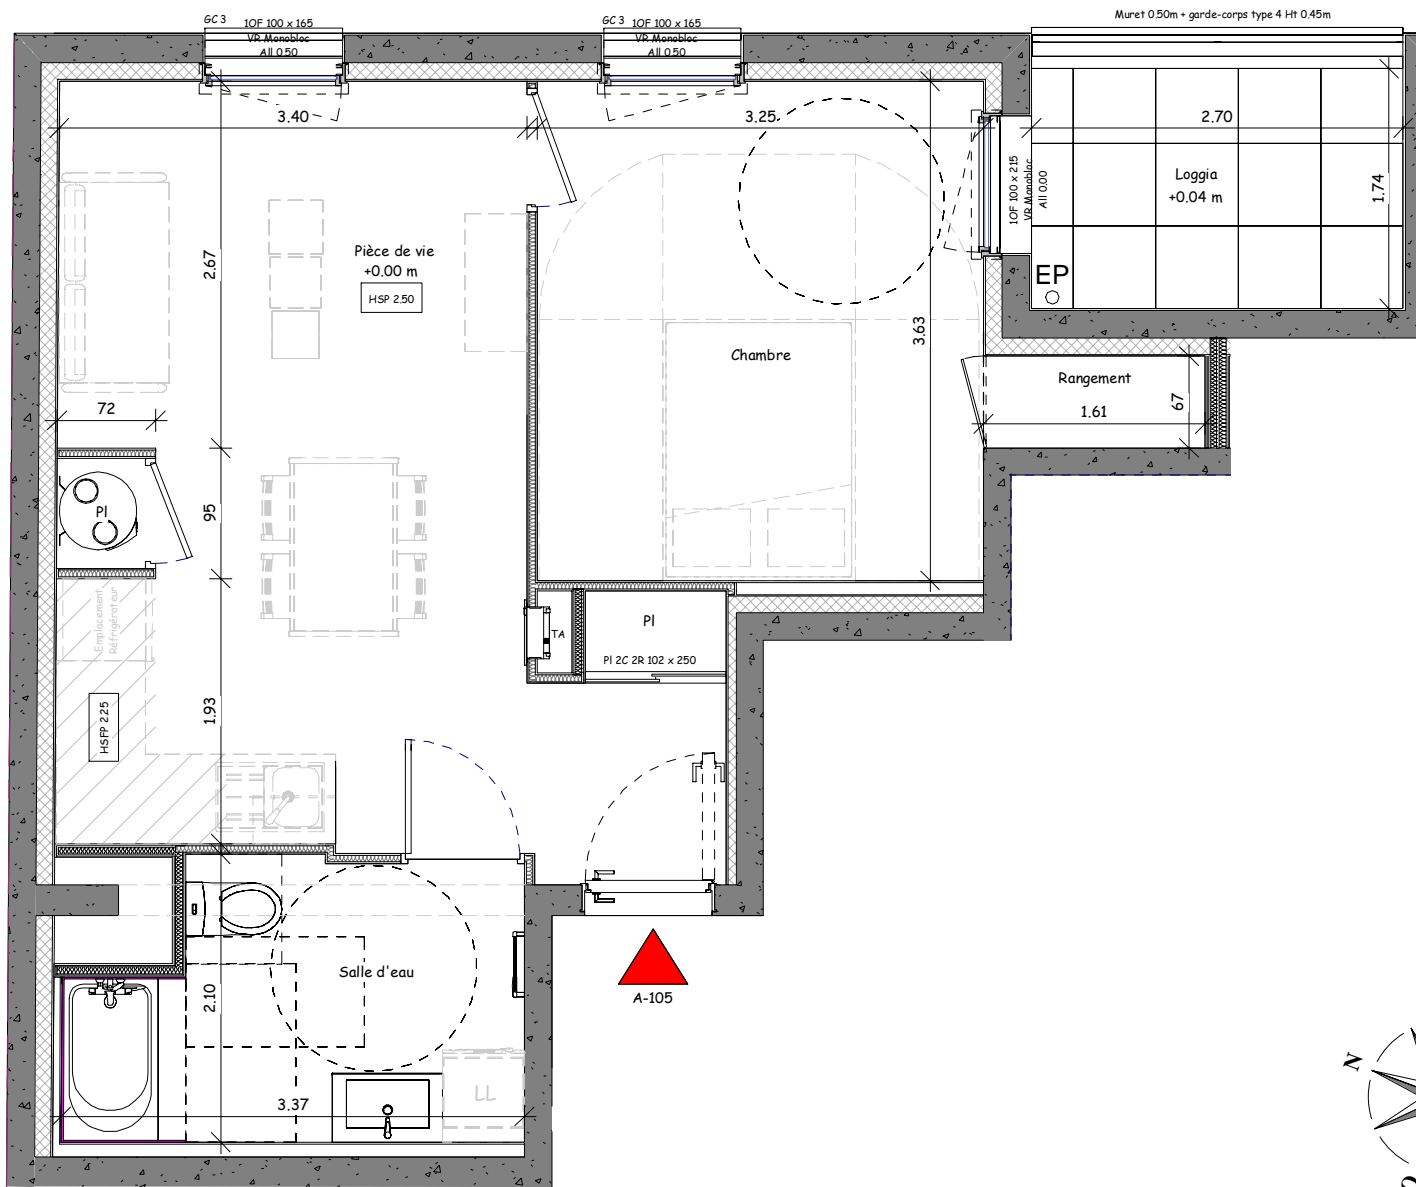 GC 3 1OF 100 x 165
VR Monobloc
All 0.50
GC 3 1OF 100 x 165
VR Monobloc
All 0.50
Muret 0.50m + garde-corps type 4 Ht 0.45m
3.40
3.25
2.70
1OF 100 x 215
VR Monobloc
All 0.00
Loggia
+0.04 m
1.74
EP
Pièce de vie
+0.00 m
HSP 2.50
2.67
3.63
Chambre
Rangement
1.61
67
72
Pl
95
Emplacement
Réfrigérateur
TA
Pl
Pl 2C 2R 102 x 250
HSFP 2.25
1.93
Salle d'eau
2.10
A-105
LL
3.37
N
O